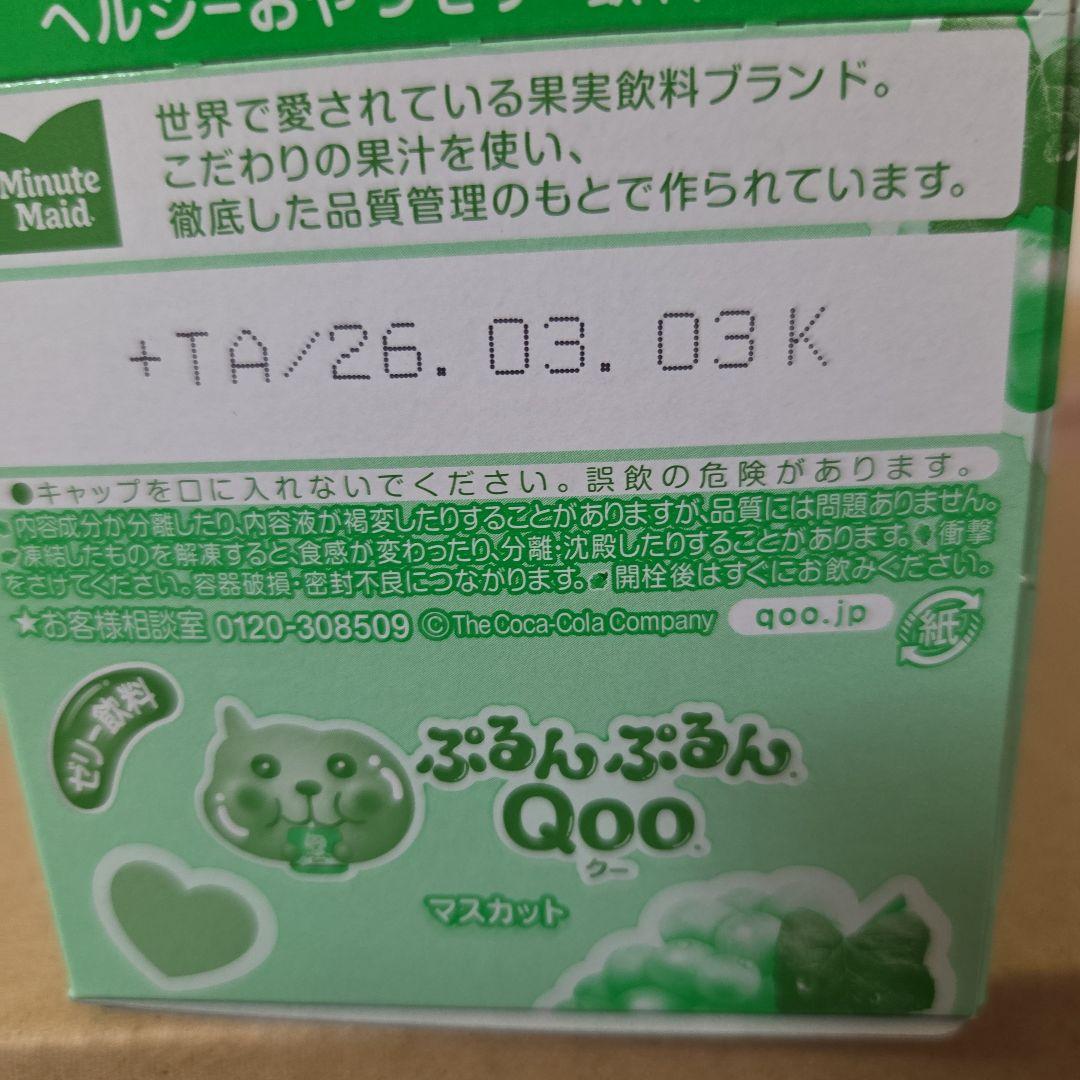 ヘルシーおやつゼリー飲料
Minute
Maid
世界で愛されている果実飲料ブランド。
こだわりの果汁を使い、
徹底した品質管理のもとで作られています。
+TA/26.03.03K
●キャップを口に入れないでください。誤飲の危険があります。
内容成分が分離したり、内容液が褐変したりすることがありますが、品質には問題ありません。
凍結したものを解凍すると、食感が変わったり、分離・沈殿したりすることがあります。衝撃
をさけてください。容器破損・密封不良につながります。開栓後はすぐにお飲みください。
★お客様相談室 0120-308509 ©The Coca-Cola Company qoo.jp
紙
ゼリー飲料
ぷるんぷるん
Qoo
クー
マスカット